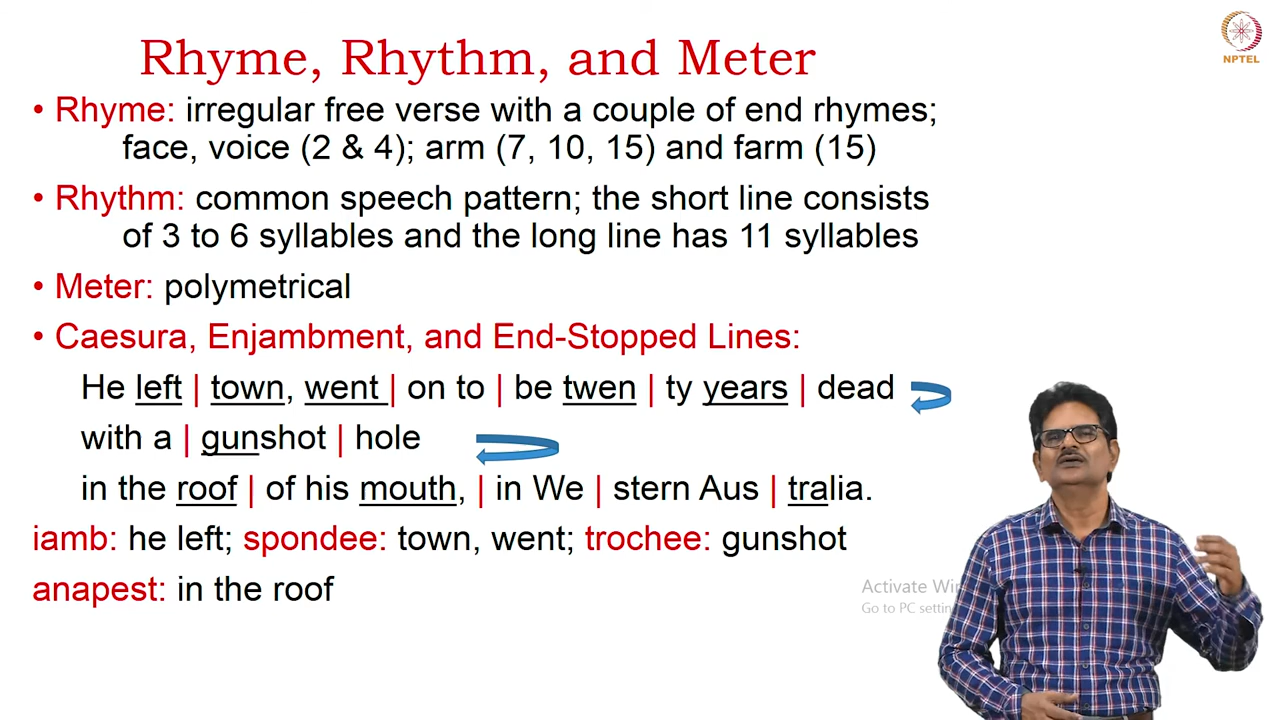 Rhyme, Rhythm, and Meter
NPTEL
• Rhyme: irregular free verse with a couple of end rhymes;
face, voice (2 & 4); arm (7, 10, 15) and farm (15)
• Rhythm: common speech pattern; the short line consists
of 3 to 6 syllables and the long line has 11 syllables
• Meter: polymetrical
• Caesura, Enjambment, and End-Stopped Lines:
He left | town, went | on to | be twen | ty years | dead
with a | gunshot | hole
in the roof | of his mouth, | in We | stern Aus | tralia.
iamb: he left; spondee: town, went; trochee: gunshot
anapest: in the roof
Activate
Go to PC